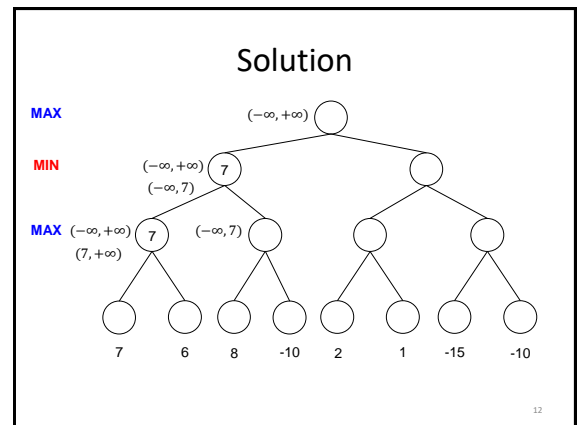 Solution
MAX (−∞, +∞)
MIN (−∞, +∞) 7
(−∞, 7)
MAX (−∞, +∞) 7 (−∞, 7)
(7, +∞)
7 6 8 -10 2 1 -15 -10
12